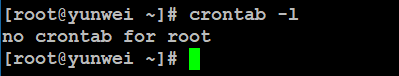 [root@yunwei ~]# crontab -l
no crontab for root
[root@yunwei ~]#